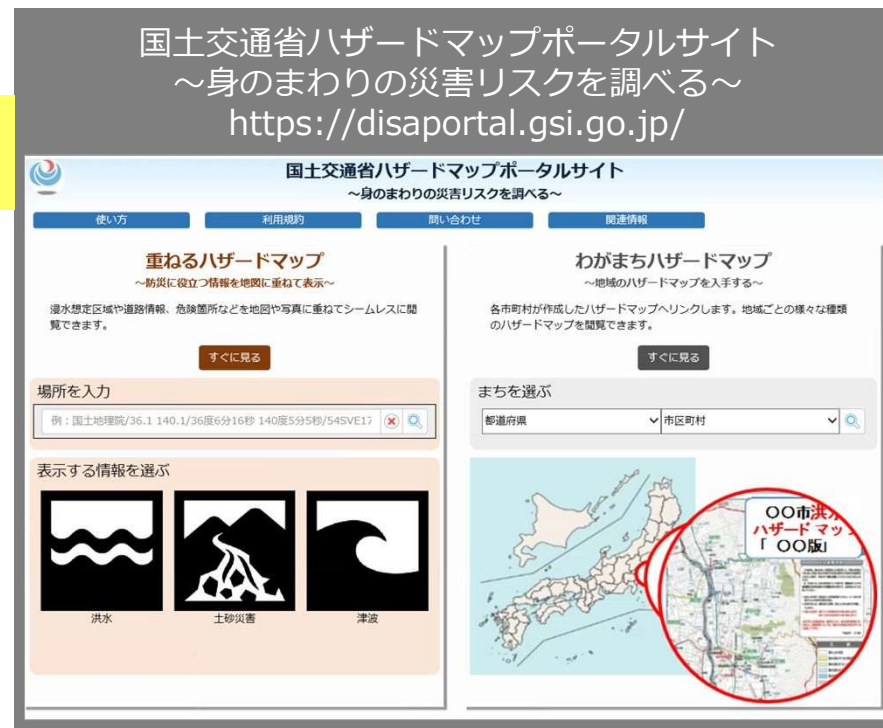 国土交通省ハザードマップポータルサイト
～身のまわりの災害リスクを調べる～
https://disaportal.gsi.go.jp/
国土交通省ハザードマップポータルサイト
～身のまわりの災害リスクを調べる～
使い方
利用規約
問い合わせ
関連情報
重ねるハザードマップ
～防災に役立つ情報を地図に重ねて表示～
浸水想定区域や道路情報、危険箇所などを地図や写真に重ねてシームレスに閲
覧できます。
すぐに見る
場所を入力
例：国土地理院/36.1 140.1/36度6分16秒 140度5分5秒/54SVE17
表示する情報を選ぶ
洪水
土砂災害
津波
わがまちハザードマップ
～地域のハザードマップを入手する～
各市町村が作成したハザードマップへリンクします。地域ごとの様々な種類
のハザードマップを閲覧できます。
すぐに見る
まちを選ぶ
都道府県
市区町村
〇〇市洪水
ハザード マップ
「 〇〇版」